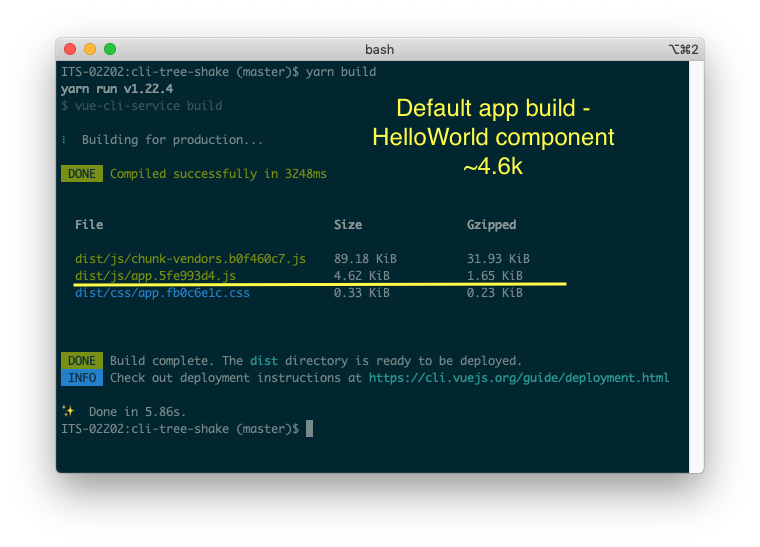 bash
⌥⌘2
ITS-02202:cli-tree-shake (master)$ yarn build
yarn run v1.22.4
$ vue-cli-service build
Default app build -
HelloWorld component
~4.6k
⠇ Building for production...
DONE Compiled successfully in 3248ms
File Size Gzipped
dist/js/chunk-vendors.b0f460c7.js 89.18 KiB 31.93 KiB
dist/js/app.5fe993d4.js 4.62 KiB 1.65 KiB
dist/css/app.fb0c6e1c.css 0.33 KiB 0.23 KiB
DONE Build complete. The dist directory is ready to be deployed.
INFO Check out deployment instructions at https://cli.vuejs.org/guide/deployment.html
✨ Done in 5.86s.
ITS-02202:cli-tree-shake (master)$